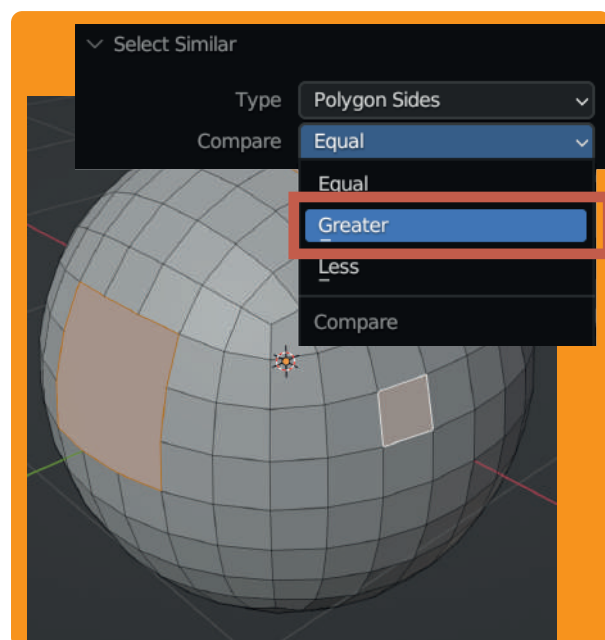 Select Similar
Type Polygon Sides
Compare Equal
Equal
Greater
Less
Compare